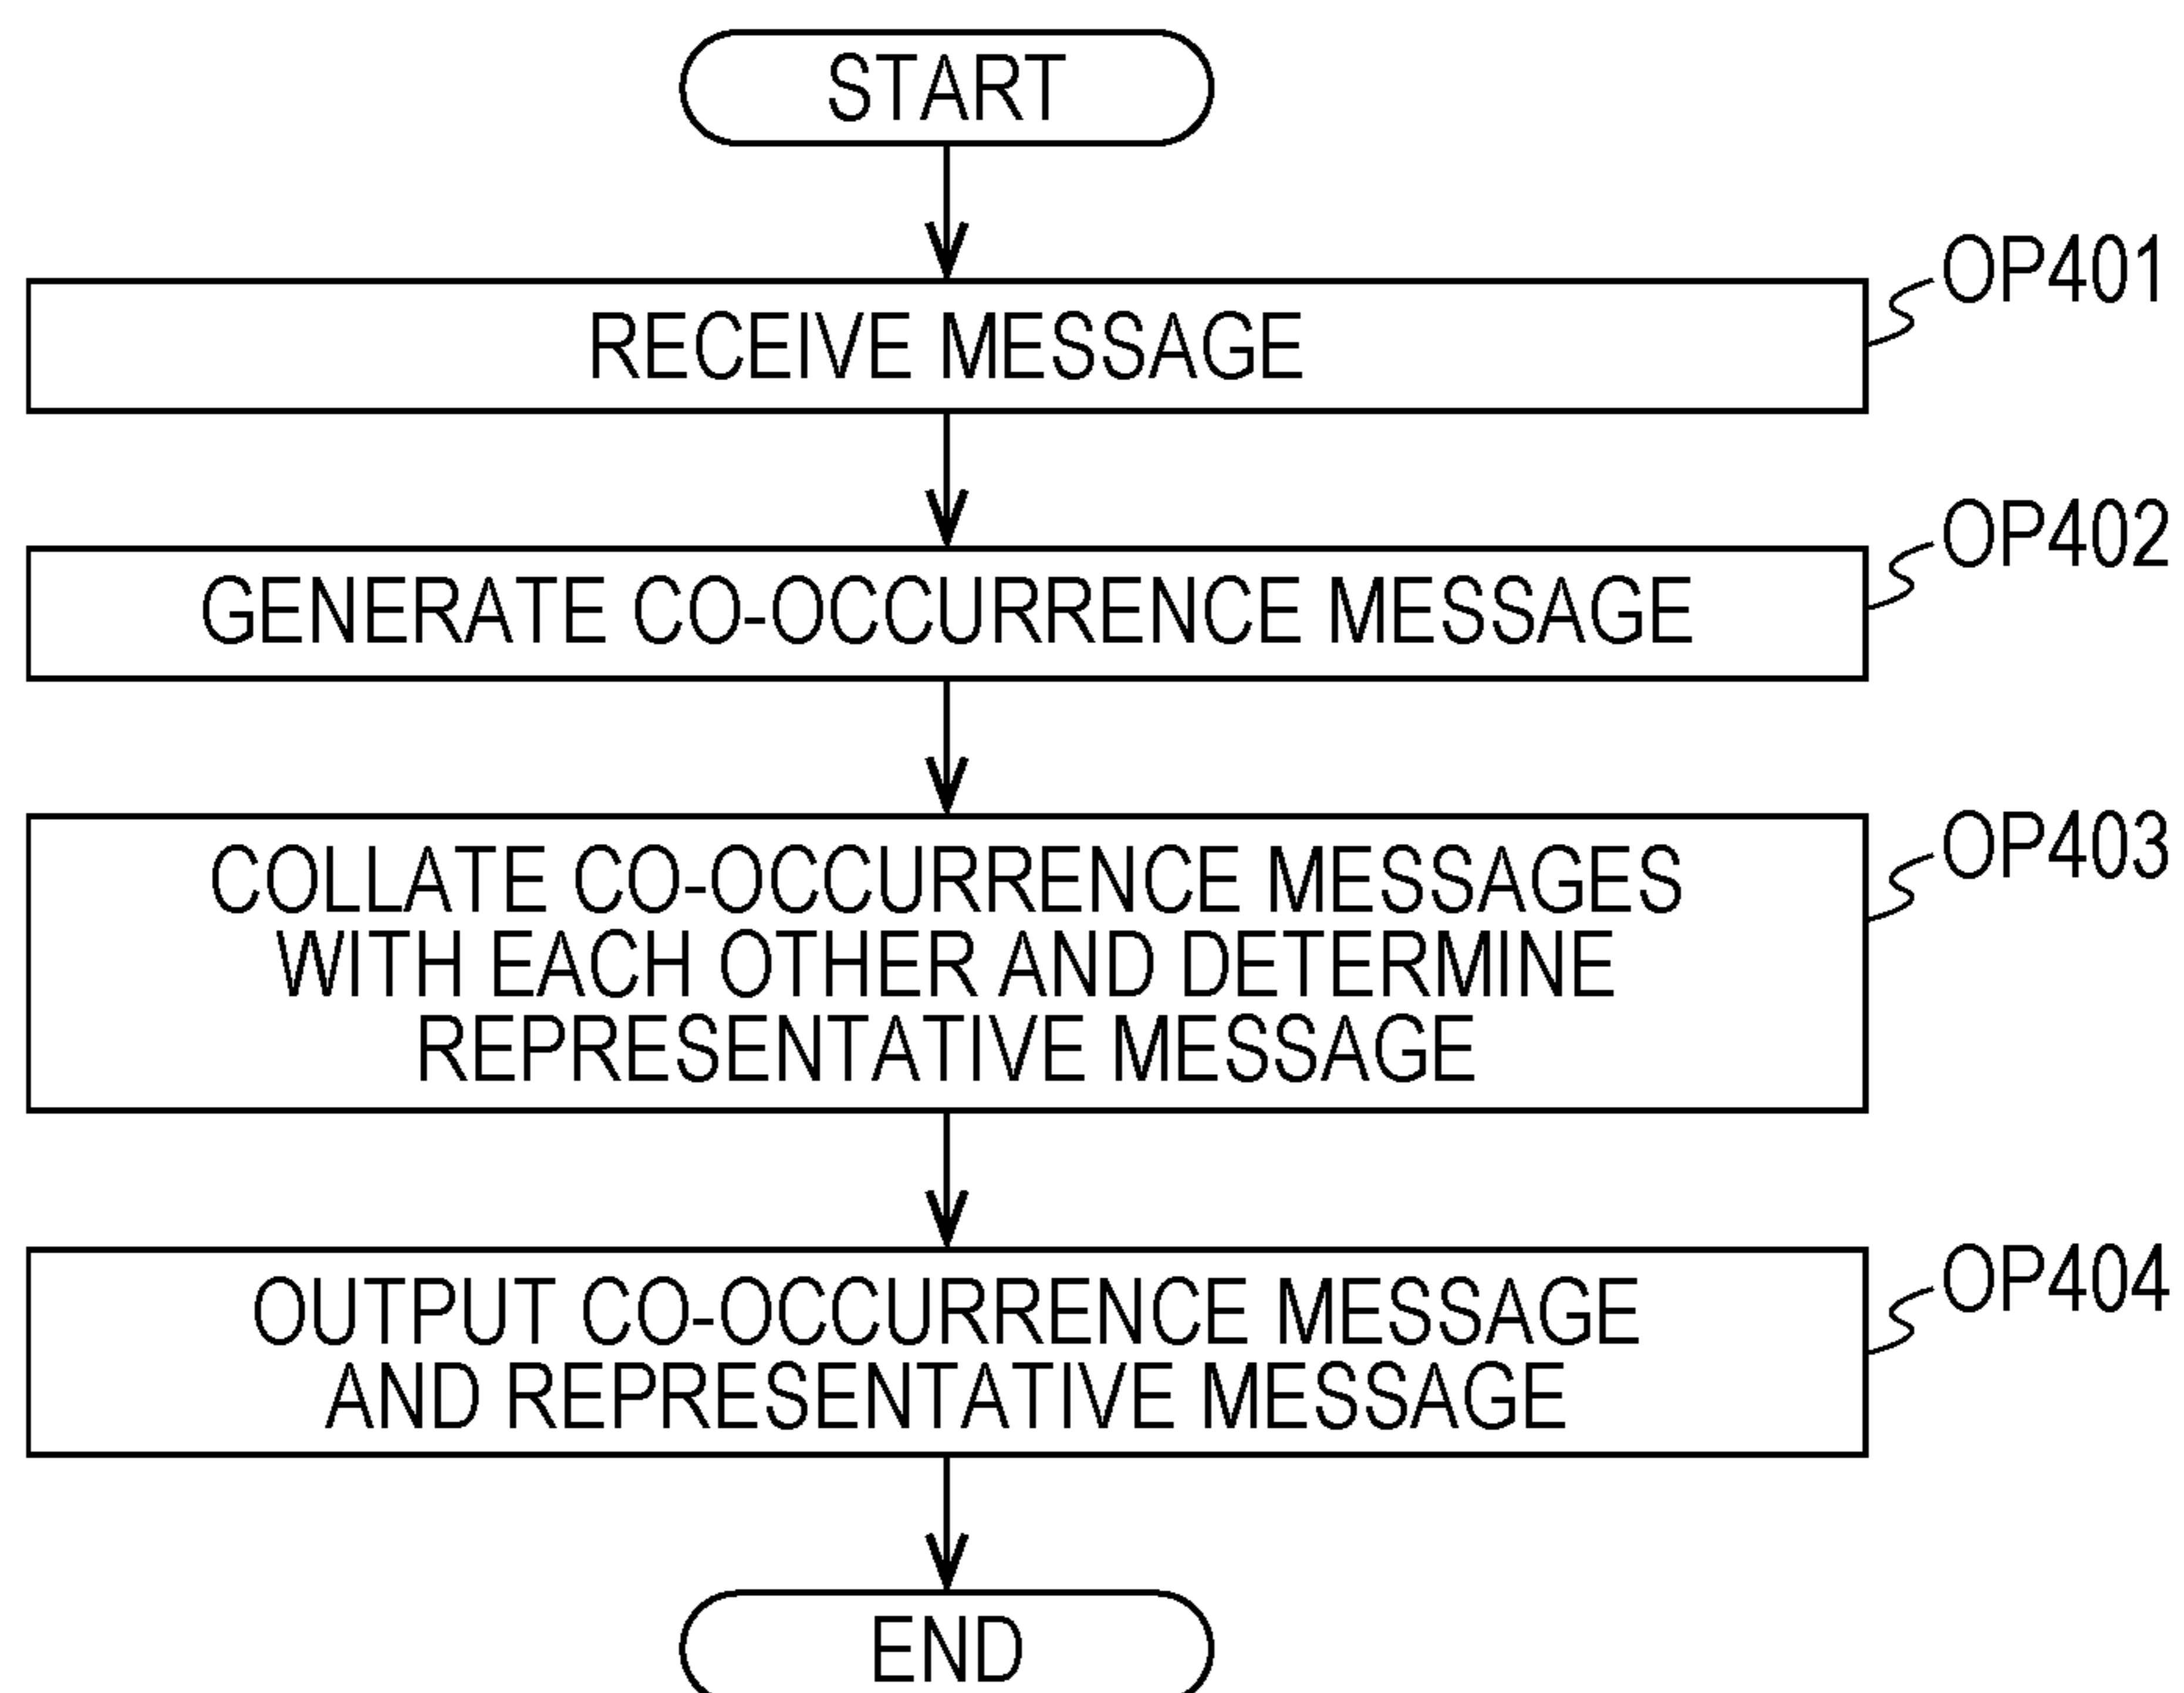 START
OP401
RECEIVE MESSAGE
OP402
GENERATE CO-OCCURRENCE MESSAGE
OP403
COLLATE CO-OCCURRENCE MESSAGES
WITH EACH OTHER AND DETERMINE
REPRESENTATIVE MESSAGE
OP404
OUTPUT CO-OCCURRENCE MESSAGE
AND REPRESENTATIVE MESSAGE
END